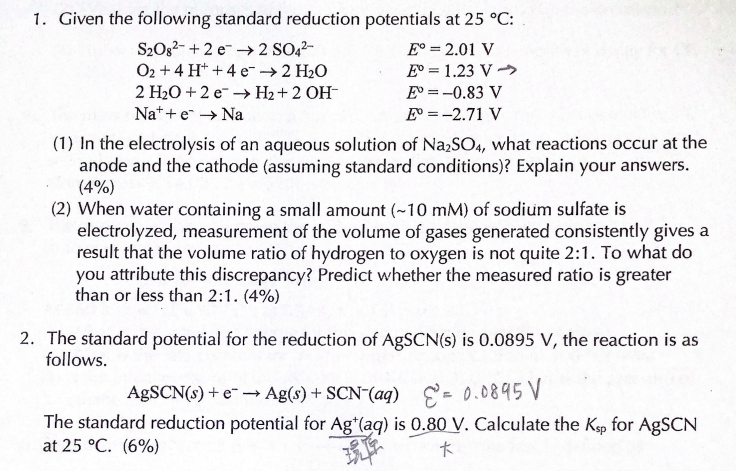 1. Given the following standard reduction potentials at 25 °C:
S₂O₈²⁻ + 2 e⁻ → 2 SO₄²⁻ E° = 2.01 V
O₂ + 4 H⁺ + 4 e⁻ → 2 H₂O E° = 1.23 V →
2 H₂O + 2 e⁻ → H₂ + 2 OH⁻ E° = −0.83 V
Na⁺ + e⁻ → Na E° = −2.71 V
(1) In the electrolysis of an aqueous solution of Na₂SO₄, what reactions occur at the
anode and the cathode (assuming standard conditions)? Explain your answers.
(4%)
(2) When water containing a small amount (~10 mM) of sodium sulfate is
electrolyzed, measurement of the volume of gases generated consistently gives a
result that the volume ratio of hydrogen to oxygen is not quite 2:1. To what do
you attribute this discrepancy? Predict whether the measured ratio is greater
than or less than 2:1. (4%)
2. The standard potential for the reduction of AgSCN(s) is 0.0895 V, the reaction is as
follows.
AgSCN(s) + e⁻ → Ag(s) + SCN⁻(aq) ℰ° = 0.0895 V
The standard reduction potential for Ag⁺(aq) is 0.80 V. Calculate the Ksp for AgSCN
at 25 °C. (6%)